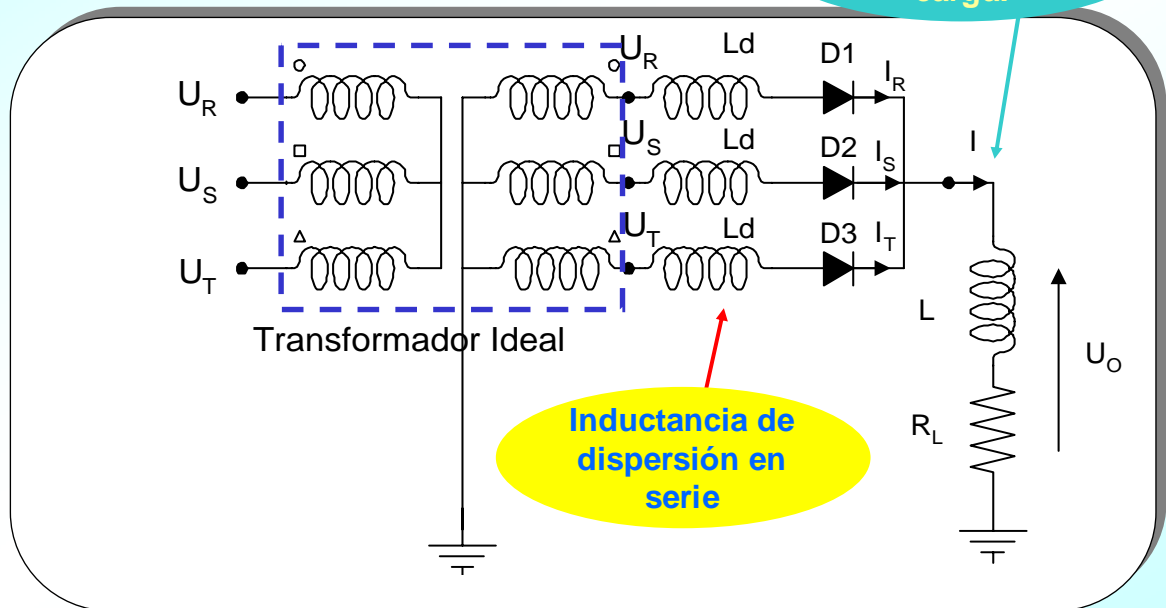 carga.
U_R Ld D1 I_R
U_R
U_S Ld D2 I_S I
U_S
U_T Ld D3 I_T
U_T
L
U_O
R_L
Transformador Ideal
Inductancia de
dispersión en
serie